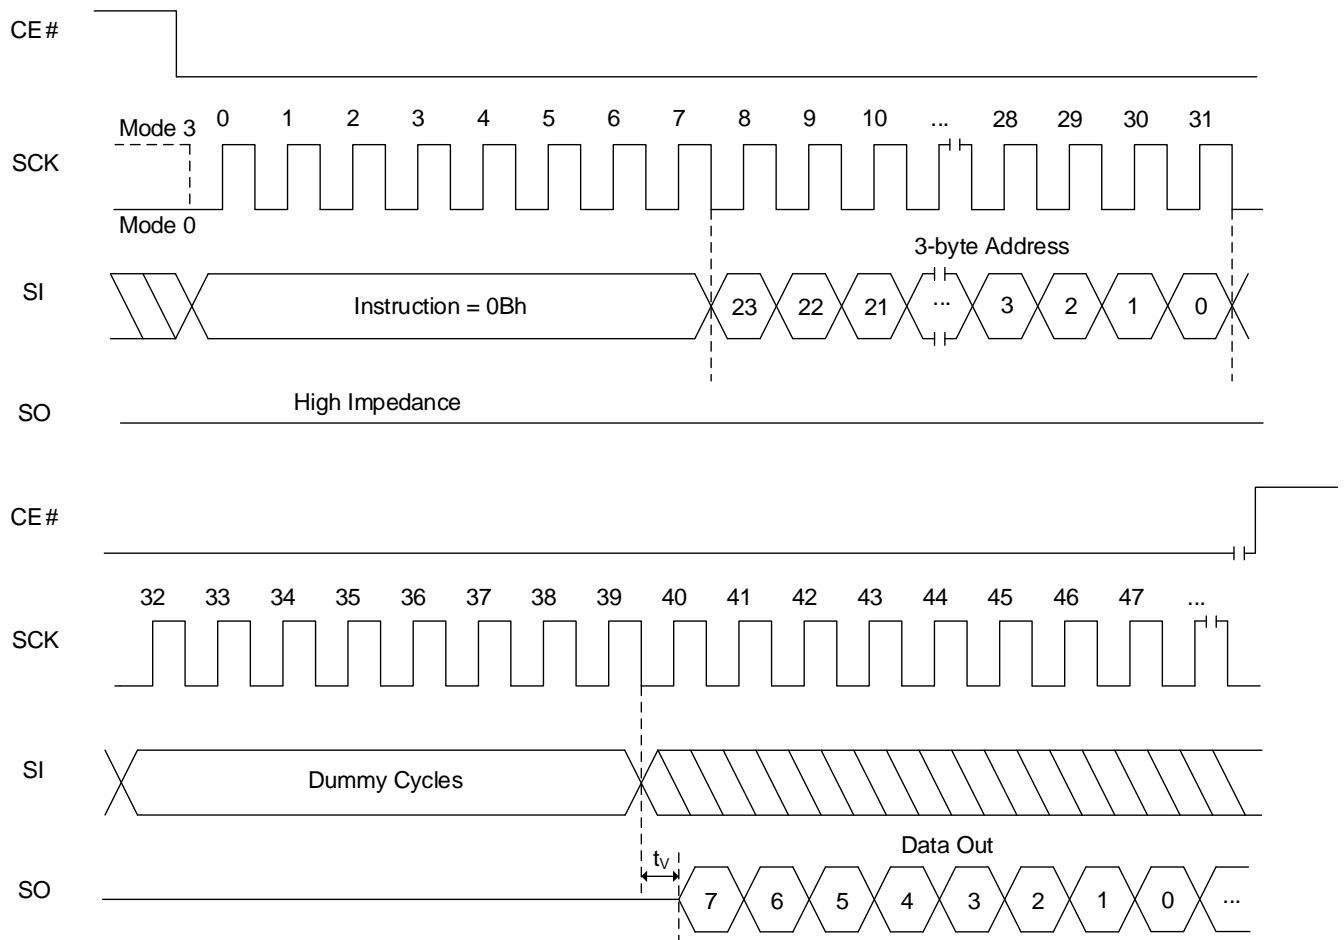 CE#
Mode 3 0 1 2 3 4 5 6 7 8 9 10 ... 28 29 30 31
SCK
Mode 0
3-byte Address
SI Instruction = 0Bh 23 22 21 ... 3 2 1 0
SO High Impedance
CE#
32 33 34 35 36 37 38 39 40 41 42 43 44 45 46 47 ...
SCK
SI Dummy Cycles
Data Out
tV
SO 7 6 5 4 3 2 1 0 ...